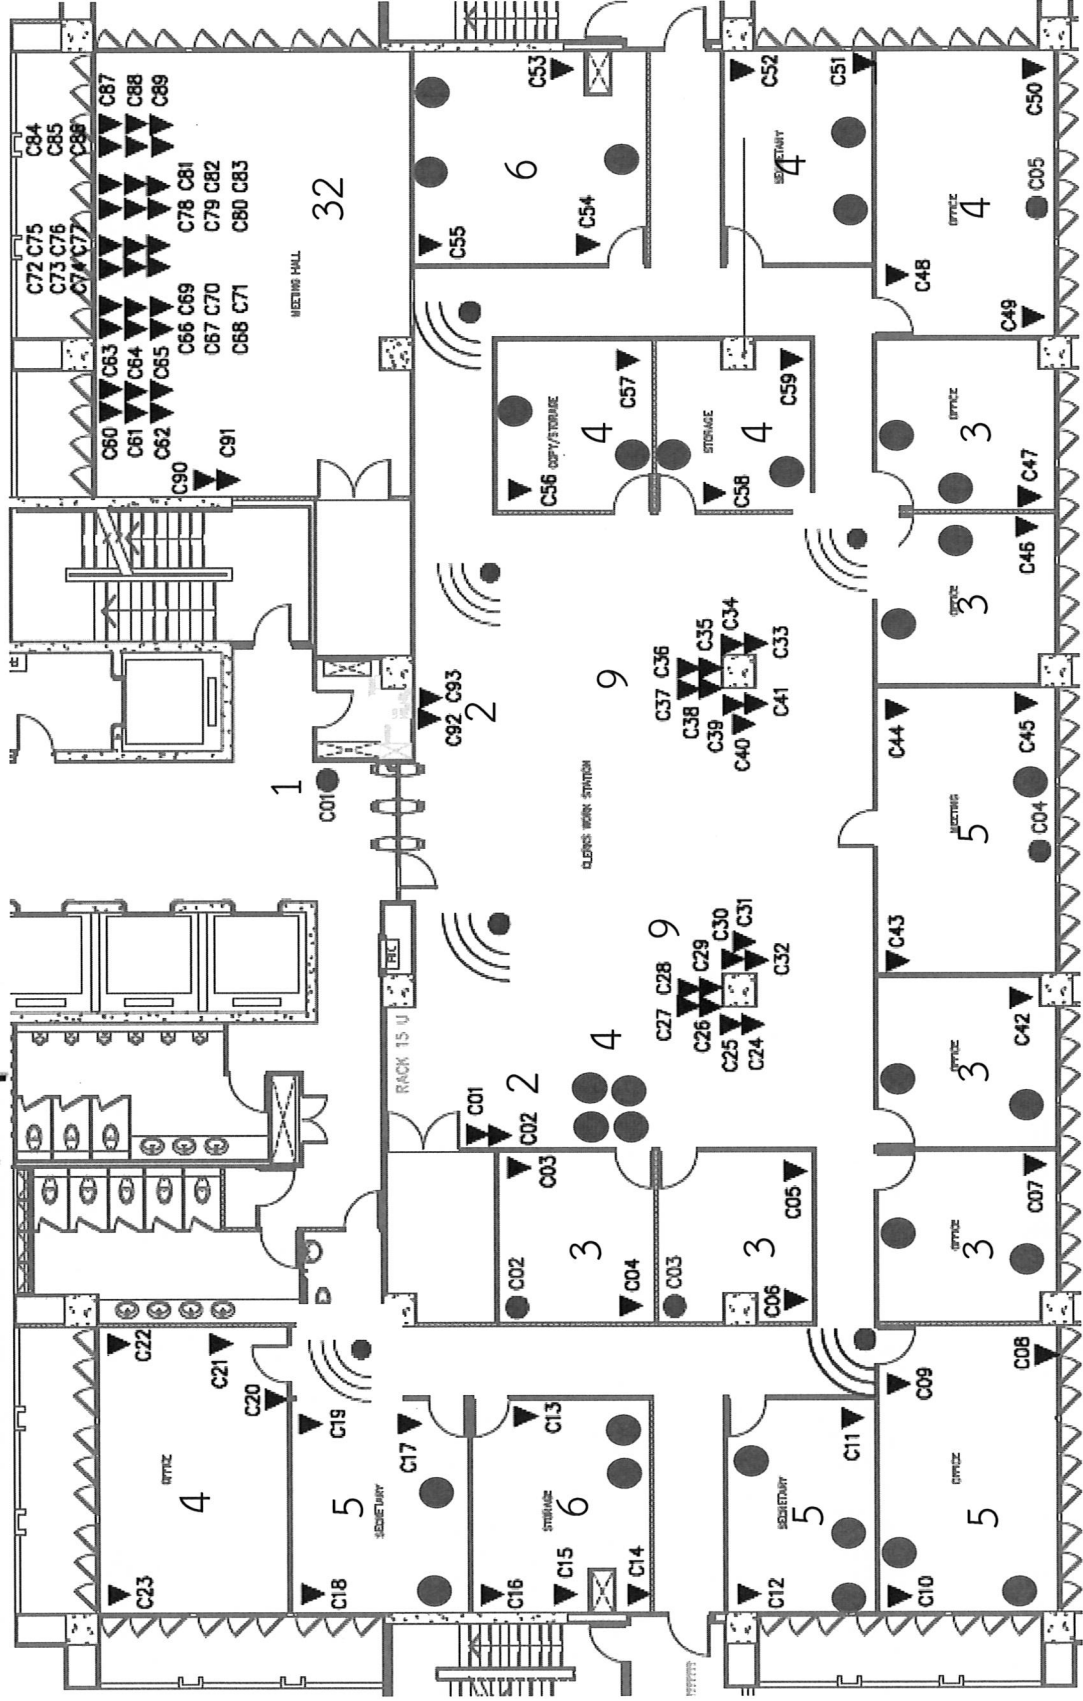 C84
C85
C86
C72 C75
C73 C76
C74 C77
C87
C88
C89
C78 C81
C79 C82
C80 C83
C66 C69
C67 C70
C68 C71
C60 C63
C61 C64
C62 C65
C90
C91
MEETING HALL
32
C23
C22
C21
C20
OFFICE
4
C19
C18
C17
SECRETARY
5
C01
1
FHC
RACK 15 U
C92 C93
2
C55
C53
C54
6
C16
C15
C14
C13
STORAGE
6
C01
C02
2
4
C03
C02
C04
3
C03
C05
C06
3
C56
COPY/STORAGE
C57
4
STORAGE
C58
C59
4
CLERKS WORK STATION
9
C27 C28
C26 C29
C25 C30
C24 C31
C32
9
C37 C36
C38 C35
C39 C34
C40 C41 C33
C12
C11
SECRETARY
5
C52
C51
SECRETARY
4
C10
C09
C08
OFFICE
5
OFFICE
3
C07
OFFICE
3
C42
C43
C44
MEETING
5
C04
C45
OFFICE
3
C46
OFFICE
3
C47
C48
OFFICE
4
C49
C05
C50